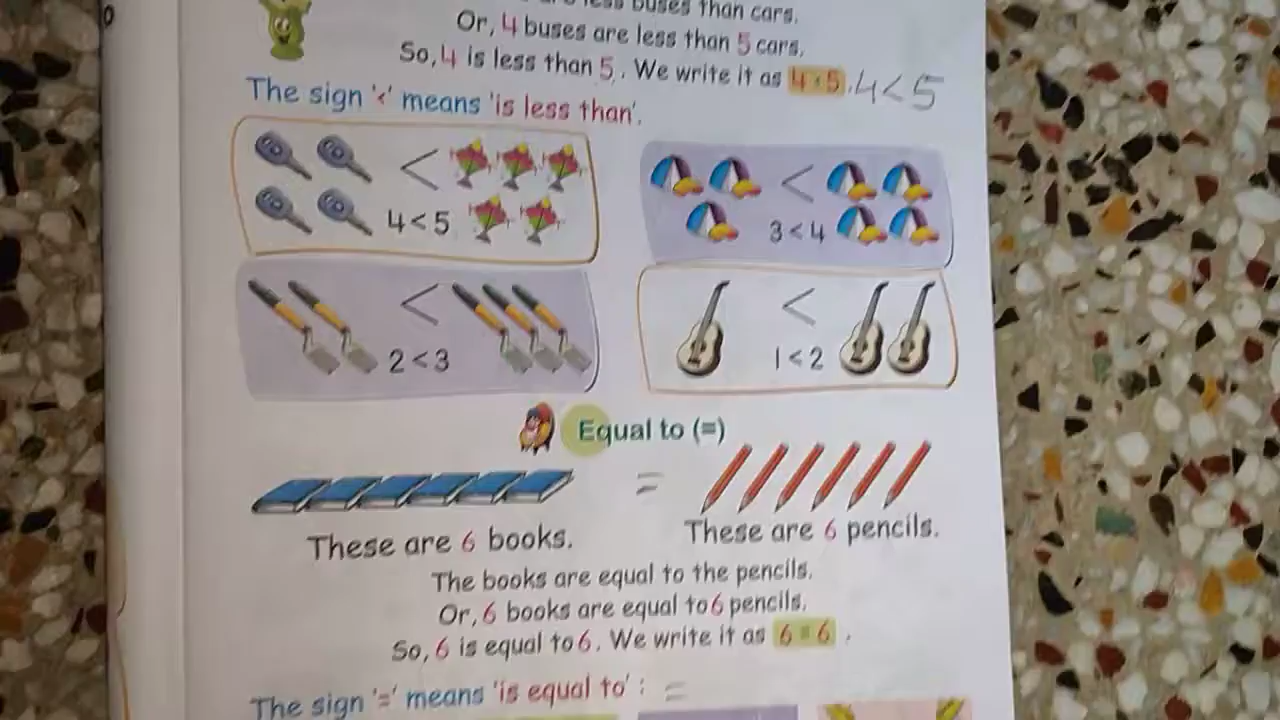 less buses than cars.
Or, 4 buses are less than 5 cars.
So, 4 is less than 5. We write it as 4 < 5. 4<5
The sign '<' means 'is less than'.
<
4 < 5
<
3 < 4
<
2 < 3
<
1 < 2
Equal to (=)
=
These are 6 books.
These are 6 pencils.
The books are equal to the pencils.
Or, 6 books are equal to 6 pencils.
So, 6 is equal to 6. We write it as 6 = 6.
The sign '=' means 'is equal to' : =